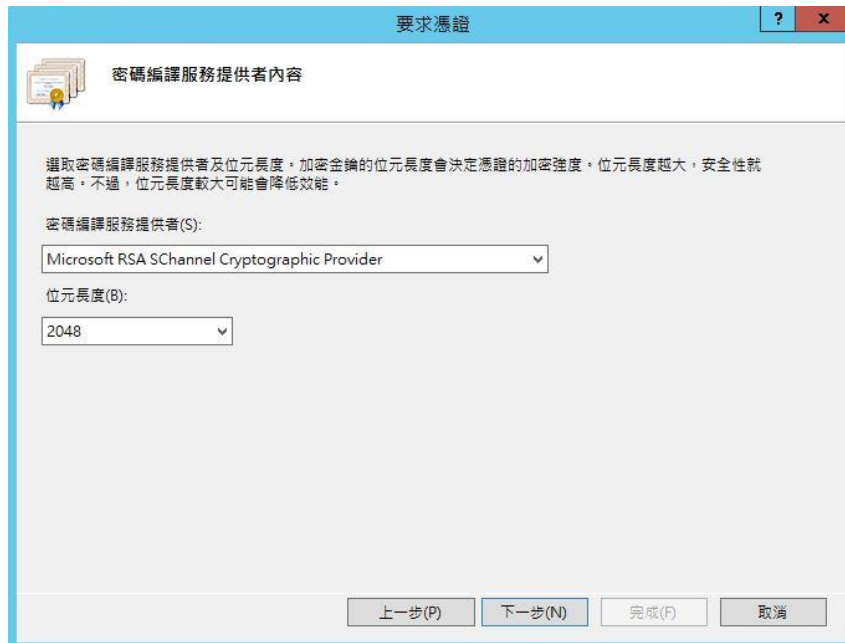 要求憑證
? x
密碼編譯服務提供者內容
選取密碼編譯服務提供者及位元長度。加密金鑰的位元長度會決定憑證的加密強度。位元長度越大，安全性就
越高。不過，位元長度較大可能會降低效能。
密碼編譯服務提供者(S):
Microsoft RSA SChannel Cryptographic Provider
位元長度(B):
2048
上一步(P) 下一步(N) 完成(F) 取消